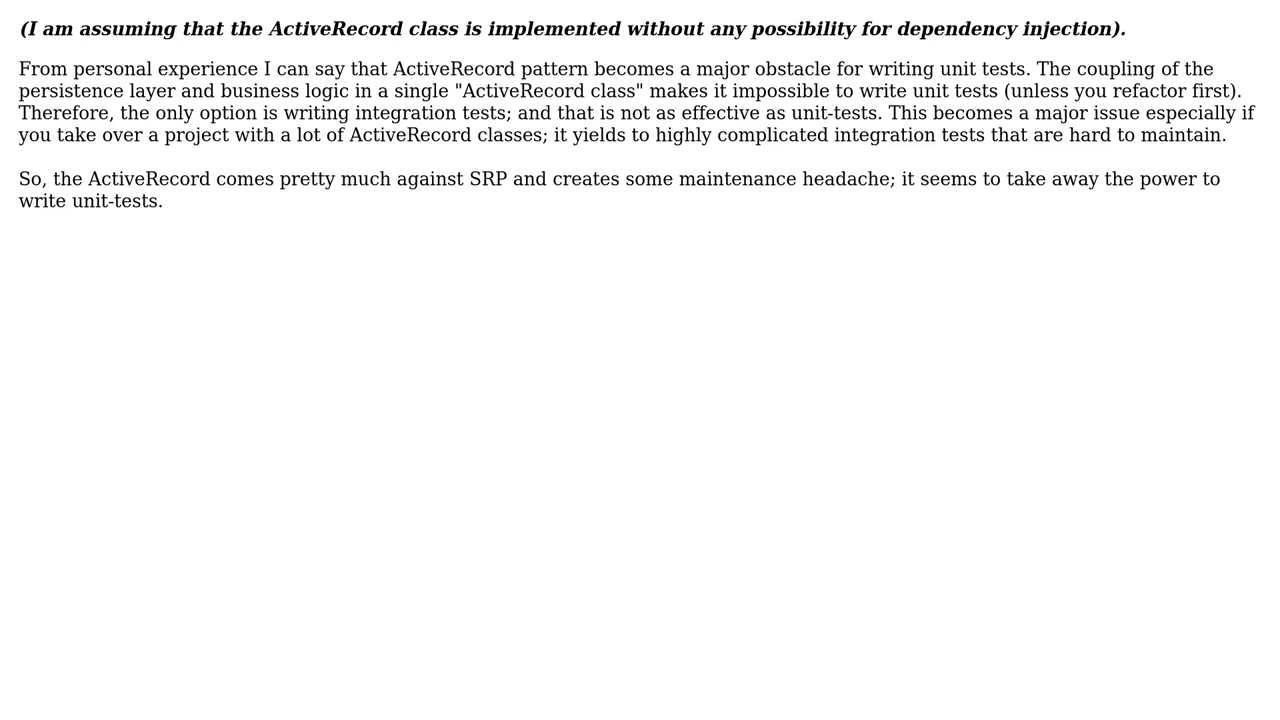 (I am assuming that the ActiveRecord class is implemented without any possibility for dependency injection).
From personal experience I can say that ActiveRecord pattern becomes a major obstacle for writing unit tests. The coupling of the
persistence layer and business logic in a single "ActiveRecord class" makes it impossible to write unit tests (unless you refactor first).
Therefore, the only option is writing integration tests; and that is not as effective as unit-tests. This becomes a major issue especially if
you take over a project with a lot of ActiveRecord classes; it yields to highly complicated integration tests that are hard to maintain.
So, the ActiveRecord comes pretty much against SRP and creates some maintenance headache; it seems to take away the power to
write unit-tests.